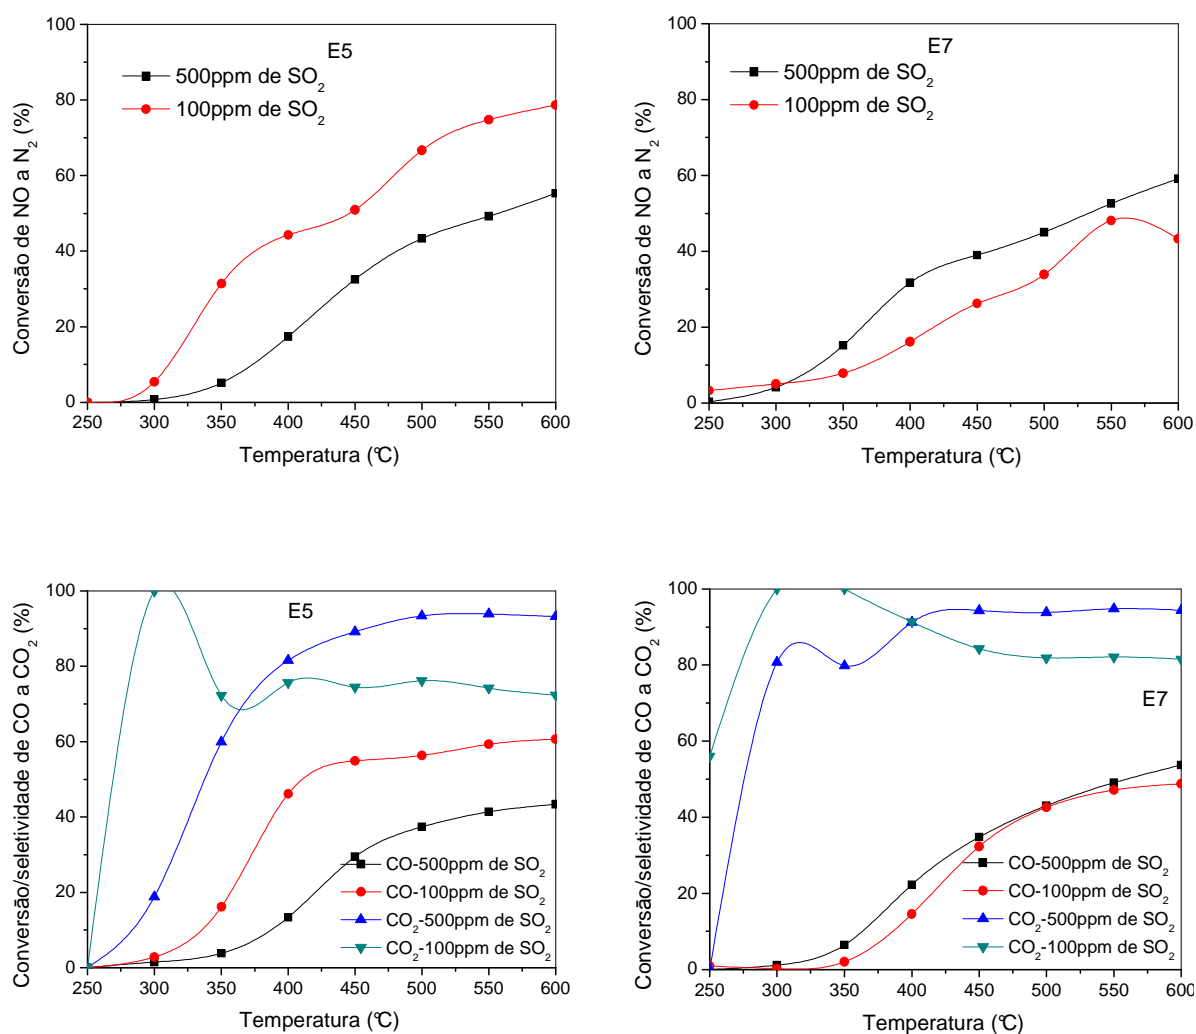 E5
500ppm de SO₂
100ppm de SO₂
Conversão de NO a N₂ (%)
100
80
60
40
20
0
250 300 350 400 450 500 550 600
Temperatura (°C)
E7
500ppm de SO₂
100ppm de SO₂
Conversão de NO a N₂ (%)
100
80
60
40
20
0
250 300 350 400 450 500 550 600
Temperatura (°C)
E5
Conversão/seletividade de CO a CO₂ (%)
100
80
60
40
20
0
CO-500ppm de SO₂
CO-100ppm de SO₂
CO₂-500ppm de SO₂
CO₂-100ppm de SO₂
250 300 350 400 450 500 550 600
Temperatura (°C)
Conversão/seletividade de CO a CO₂ (%)
100
80
60
40
20
0
E7
CO-500ppm de SO₂
CO-100ppm de SO₂
CO₂-500ppm de SO₂
CO₂-100ppm de SO₂
250 300 350 400 450 500 550 600
Temperatura (°C)